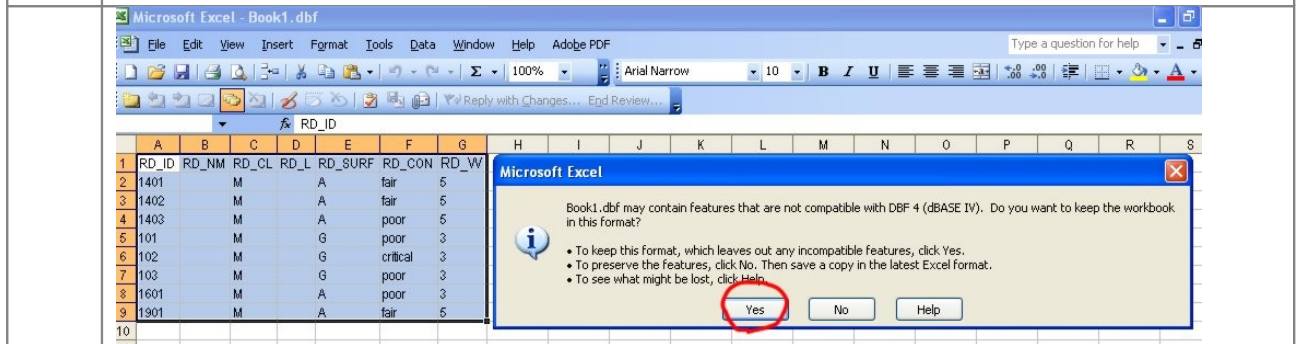 Microsoft Excel - Book1.dbf
File Edit View Insert Format Tools Data Window Help Adobe PDF Type a question for help
100% Arial Narrow 10 B I U
Reply with Changes... End Review...
fx RD_ID
A B C D E F G H I J K L M N O P Q R S
1 RD_ID RD_NM RD_CL RD_L RD_SURF RD_CON RD_W
2 1401 M A fair 5
3 1402 M A fair 5
4 1403 M A poor 5
5 101 M G poor 3
6 102 M G critical 3
7 103 M G poor 3
8 1601 M A poor 3
9 1901 M A fair 5
10
Microsoft Excel
Book1.dbf may contain features that are not compatible with DBF 4 (dBASE IV). Do you want to keep the workbook
in this format?
• To keep this format, which leaves out any incompatible features, click Yes.
• To preserve the features, click No. Then save a copy in the latest Excel format.
• To see what might be lost, click Help.
Yes No Help